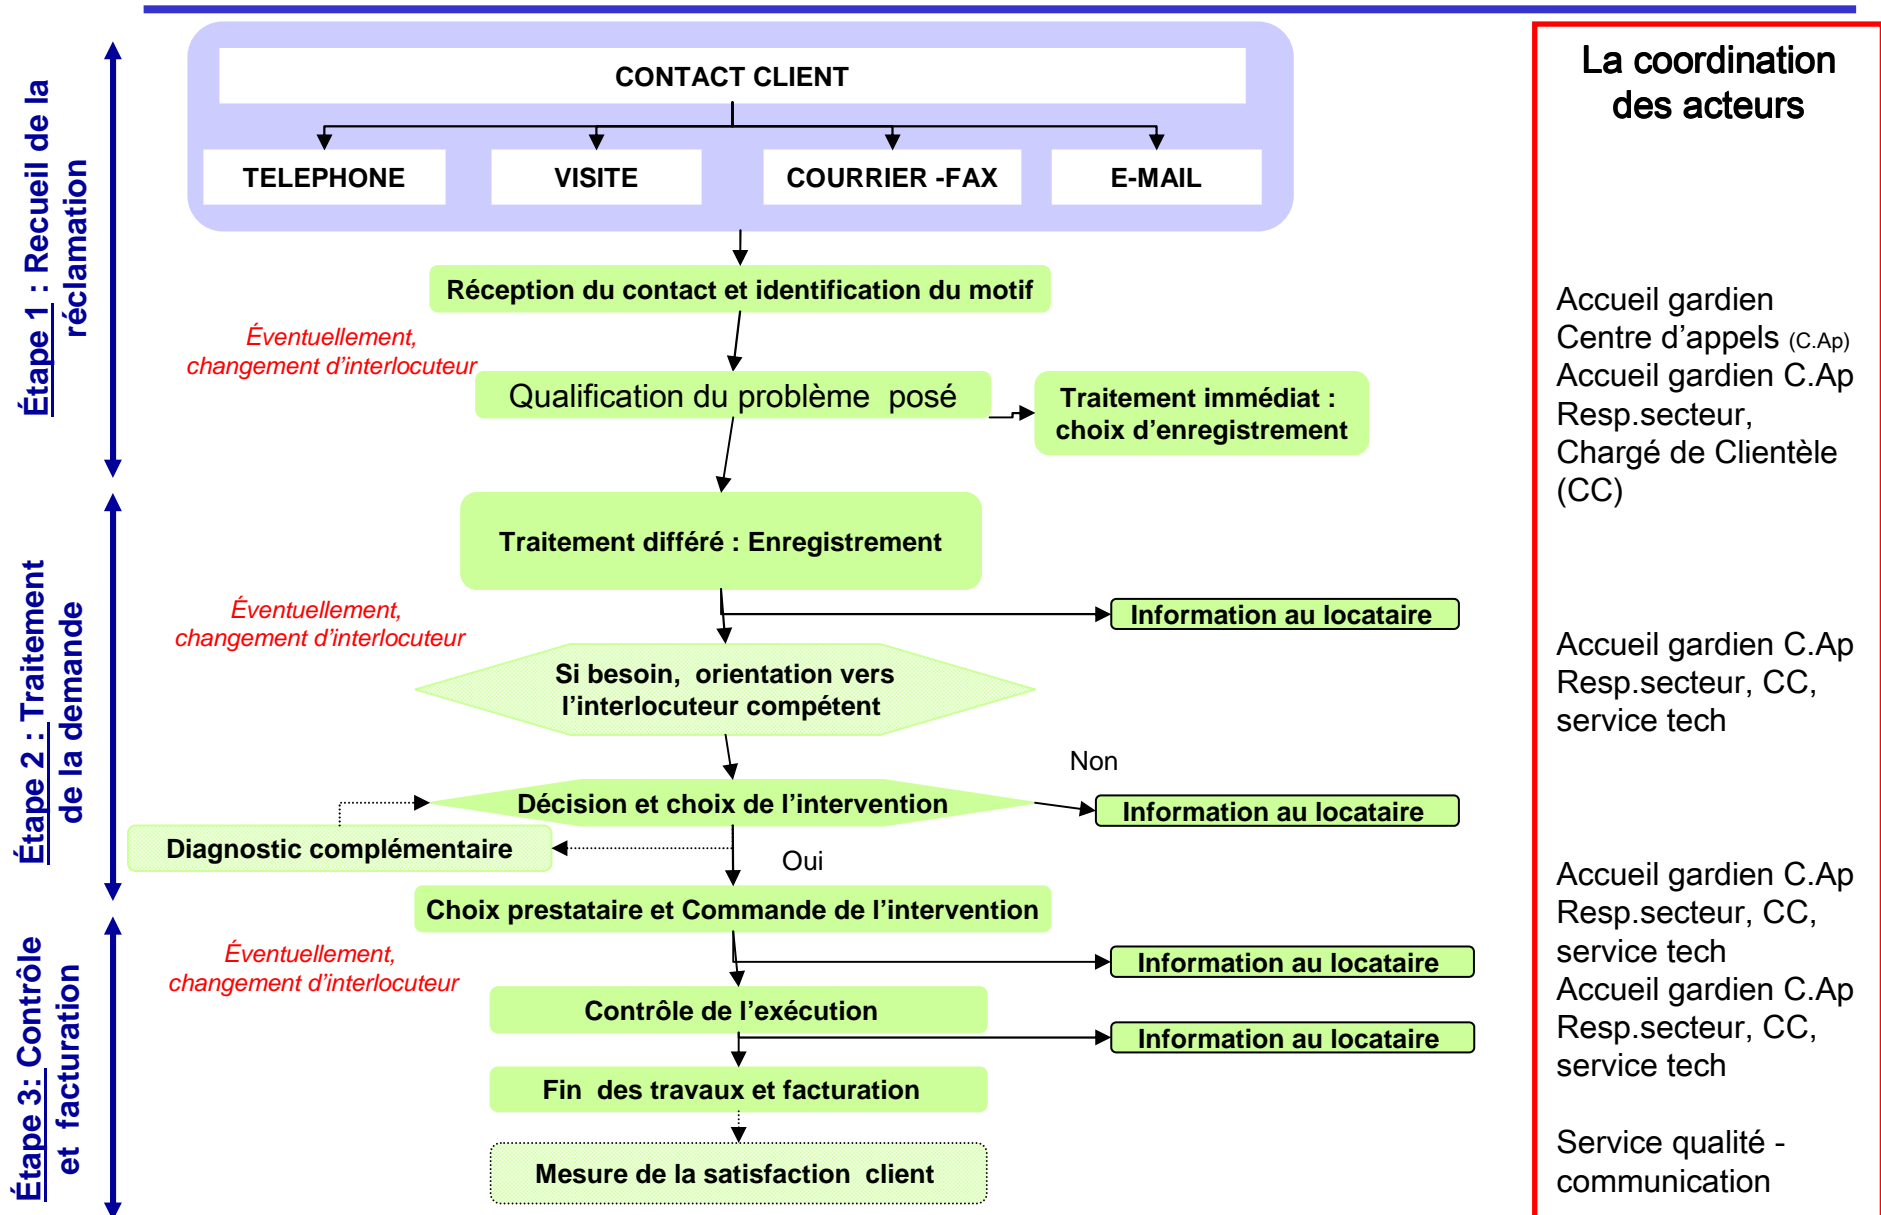 CONTACT CLIENT
TELEPHONE
VISITE
COURRIER -FAX
E-MAIL
Étape 1 : Recueil de la
réclamation
Réception du contact et identification du motif
Éventuellement,
changement d’interlocuteur
Qualification du problème posé
Traitement immédiat :
choix d’enregistrement
Étape 2 : Traitement
de la demande
Traitement différé : Enregistrement
Éventuellement,
changement d’interlocuteur
Information au locataire
Si besoin, orientation vers
l’interlocuteur compétent
Non
Décision et choix de l’intervention
Information au locataire
Diagnostic complémentaire
Oui
Choix prestataire et Commande de l’intervention
Étape 3: Contrôle
et facturation
Éventuellement,
changement d’interlocuteur
Information au locataire
Contrôle de l’exécution
Information au locataire
Fin des travaux et facturation
Mesure de la satisfaction client
La coordination
des acteurs
Accueil gardien
Centre d’appels (C.Ap)
Accueil gardien C.Ap
Resp.secteur,
Chargé de Clientèle
(CC)
Accueil gardien C.Ap
Resp.secteur, CC,
service tech
Accueil gardien C.Ap
Resp.secteur, CC,
service tech
Accueil gardien C.Ap
Resp.secteur, CC,
service tech
Service qualité -
communication